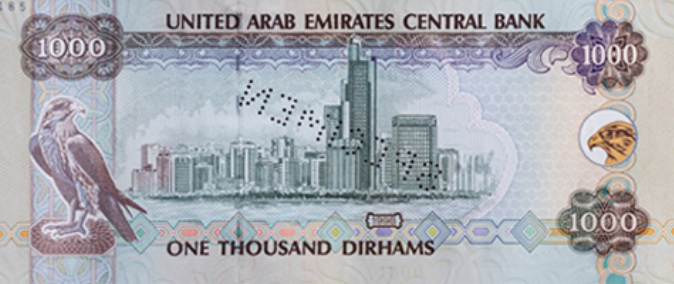 UNITED ARAB EMIRATES CENTRAL BANK
1000
1000
1000
ONE THOUSAND DIRHAMS